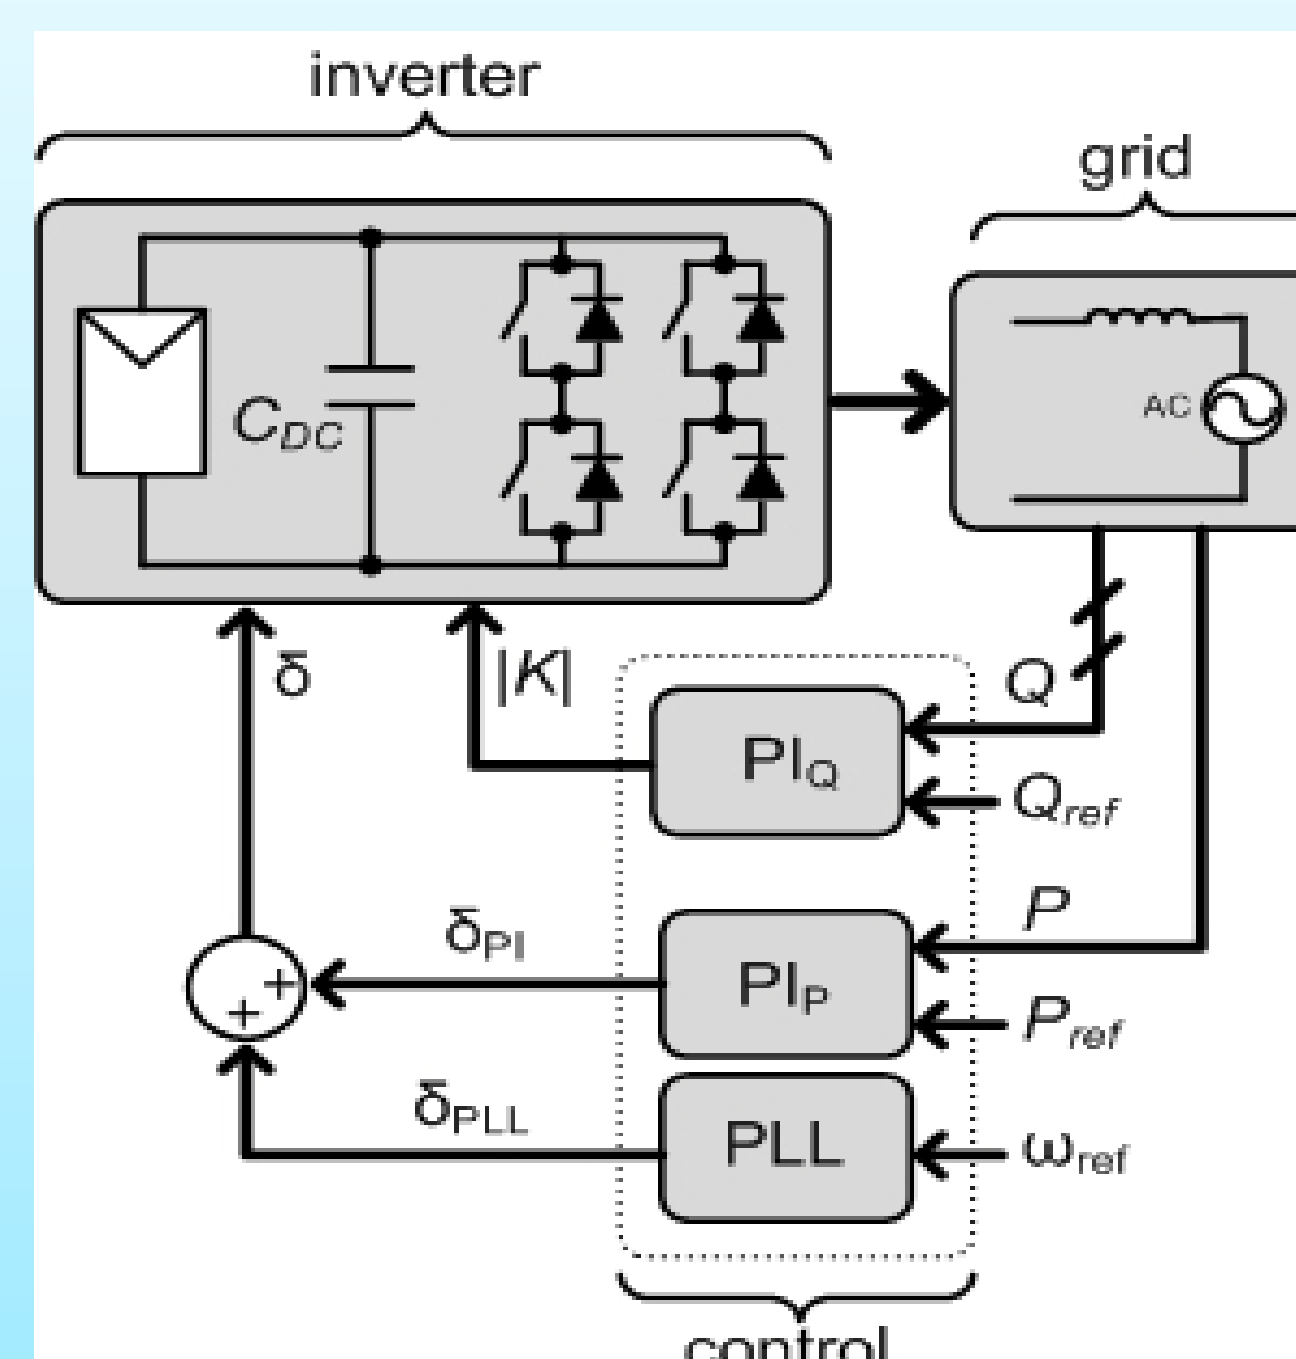 inverter
grid
C_DC
AC
δ
|K|
Q
PI_Q
Q_ref
P
δ_PI
PI_P
P_ref
+
+
δ_PLL
PLL
ω_ref
control